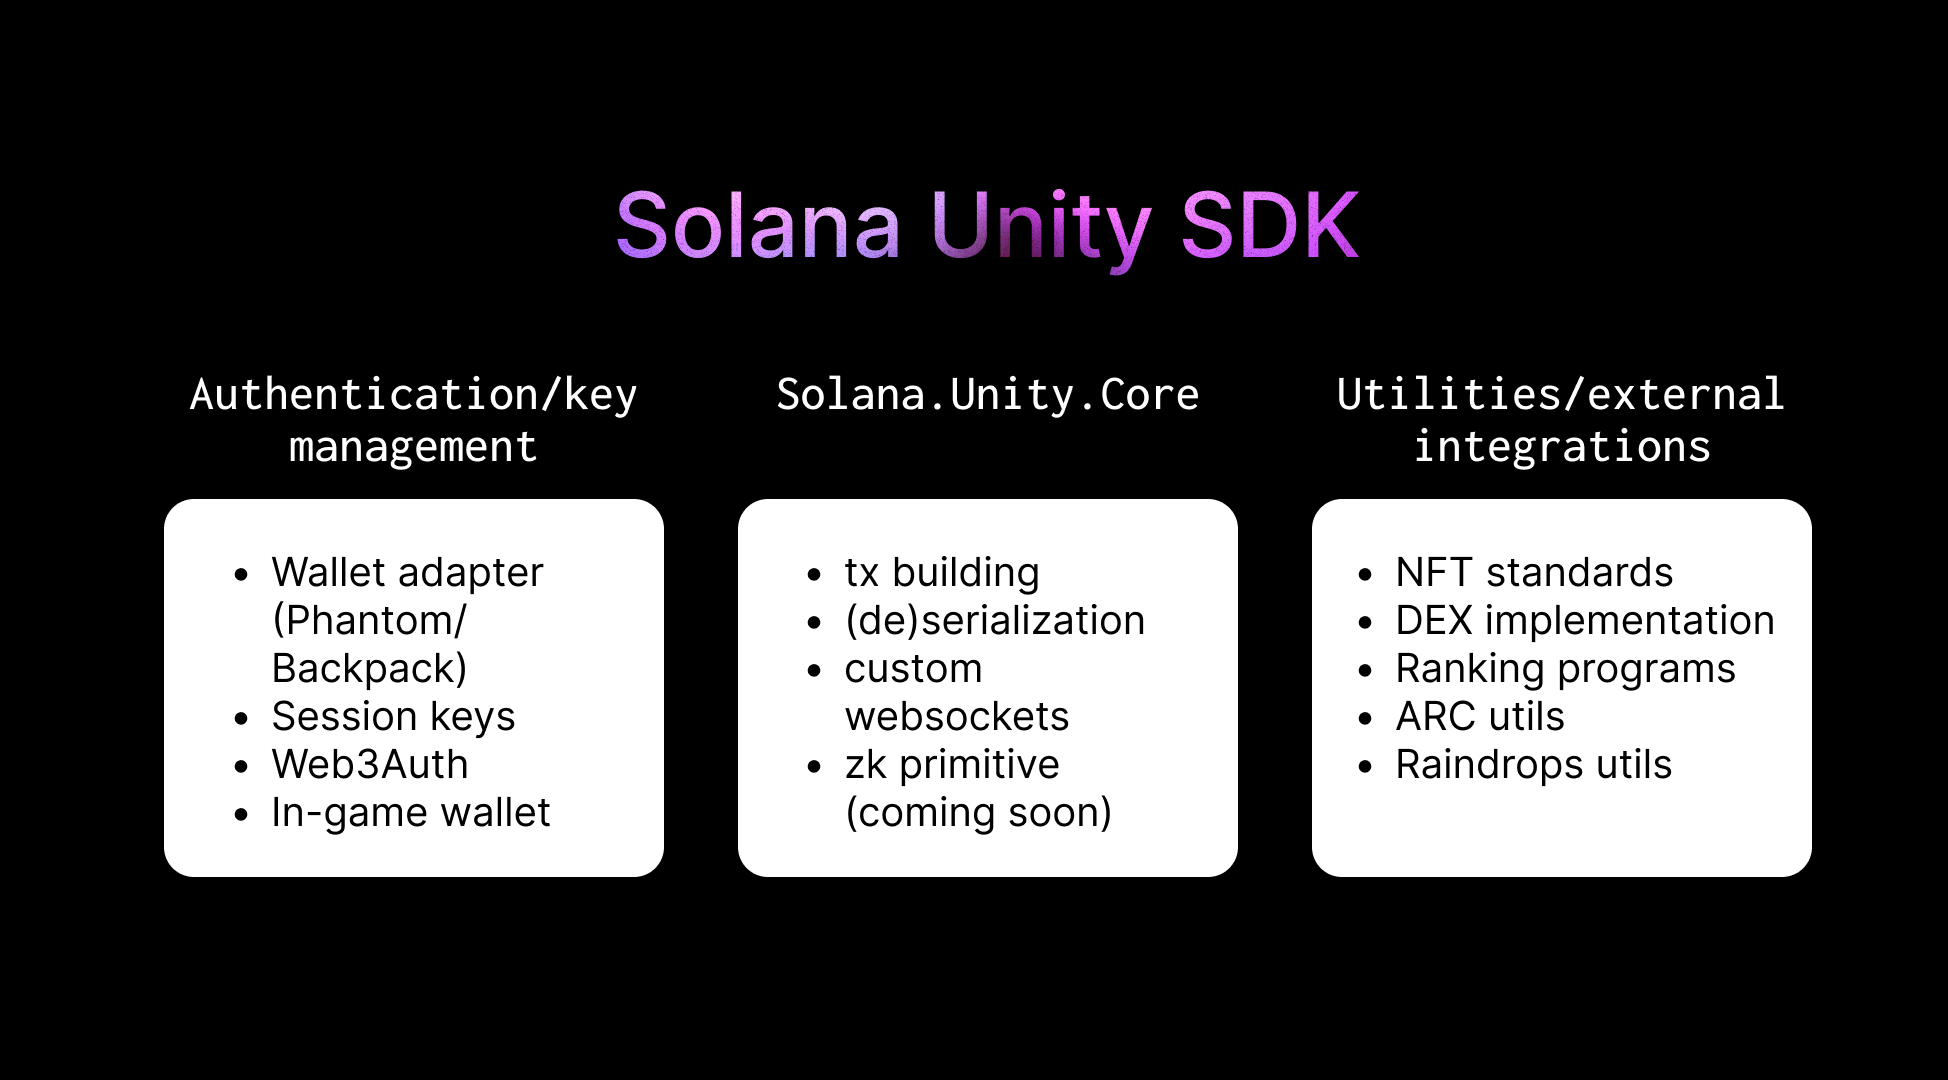 Solana Unity SDK
Authentication/key
management
• Wallet adapter
(Phantom/
Backpack)
• Session keys
• Web3Auth
• In-game wallet
Solana.Unity.Core
• tx building
• (de)serialization
• custom
websockets
• zk primitive
(coming soon)
Utilities/external
integrations
• NFT standards
• DEX implementation
• Ranking programs
• ARC utils
• Raindrops utils